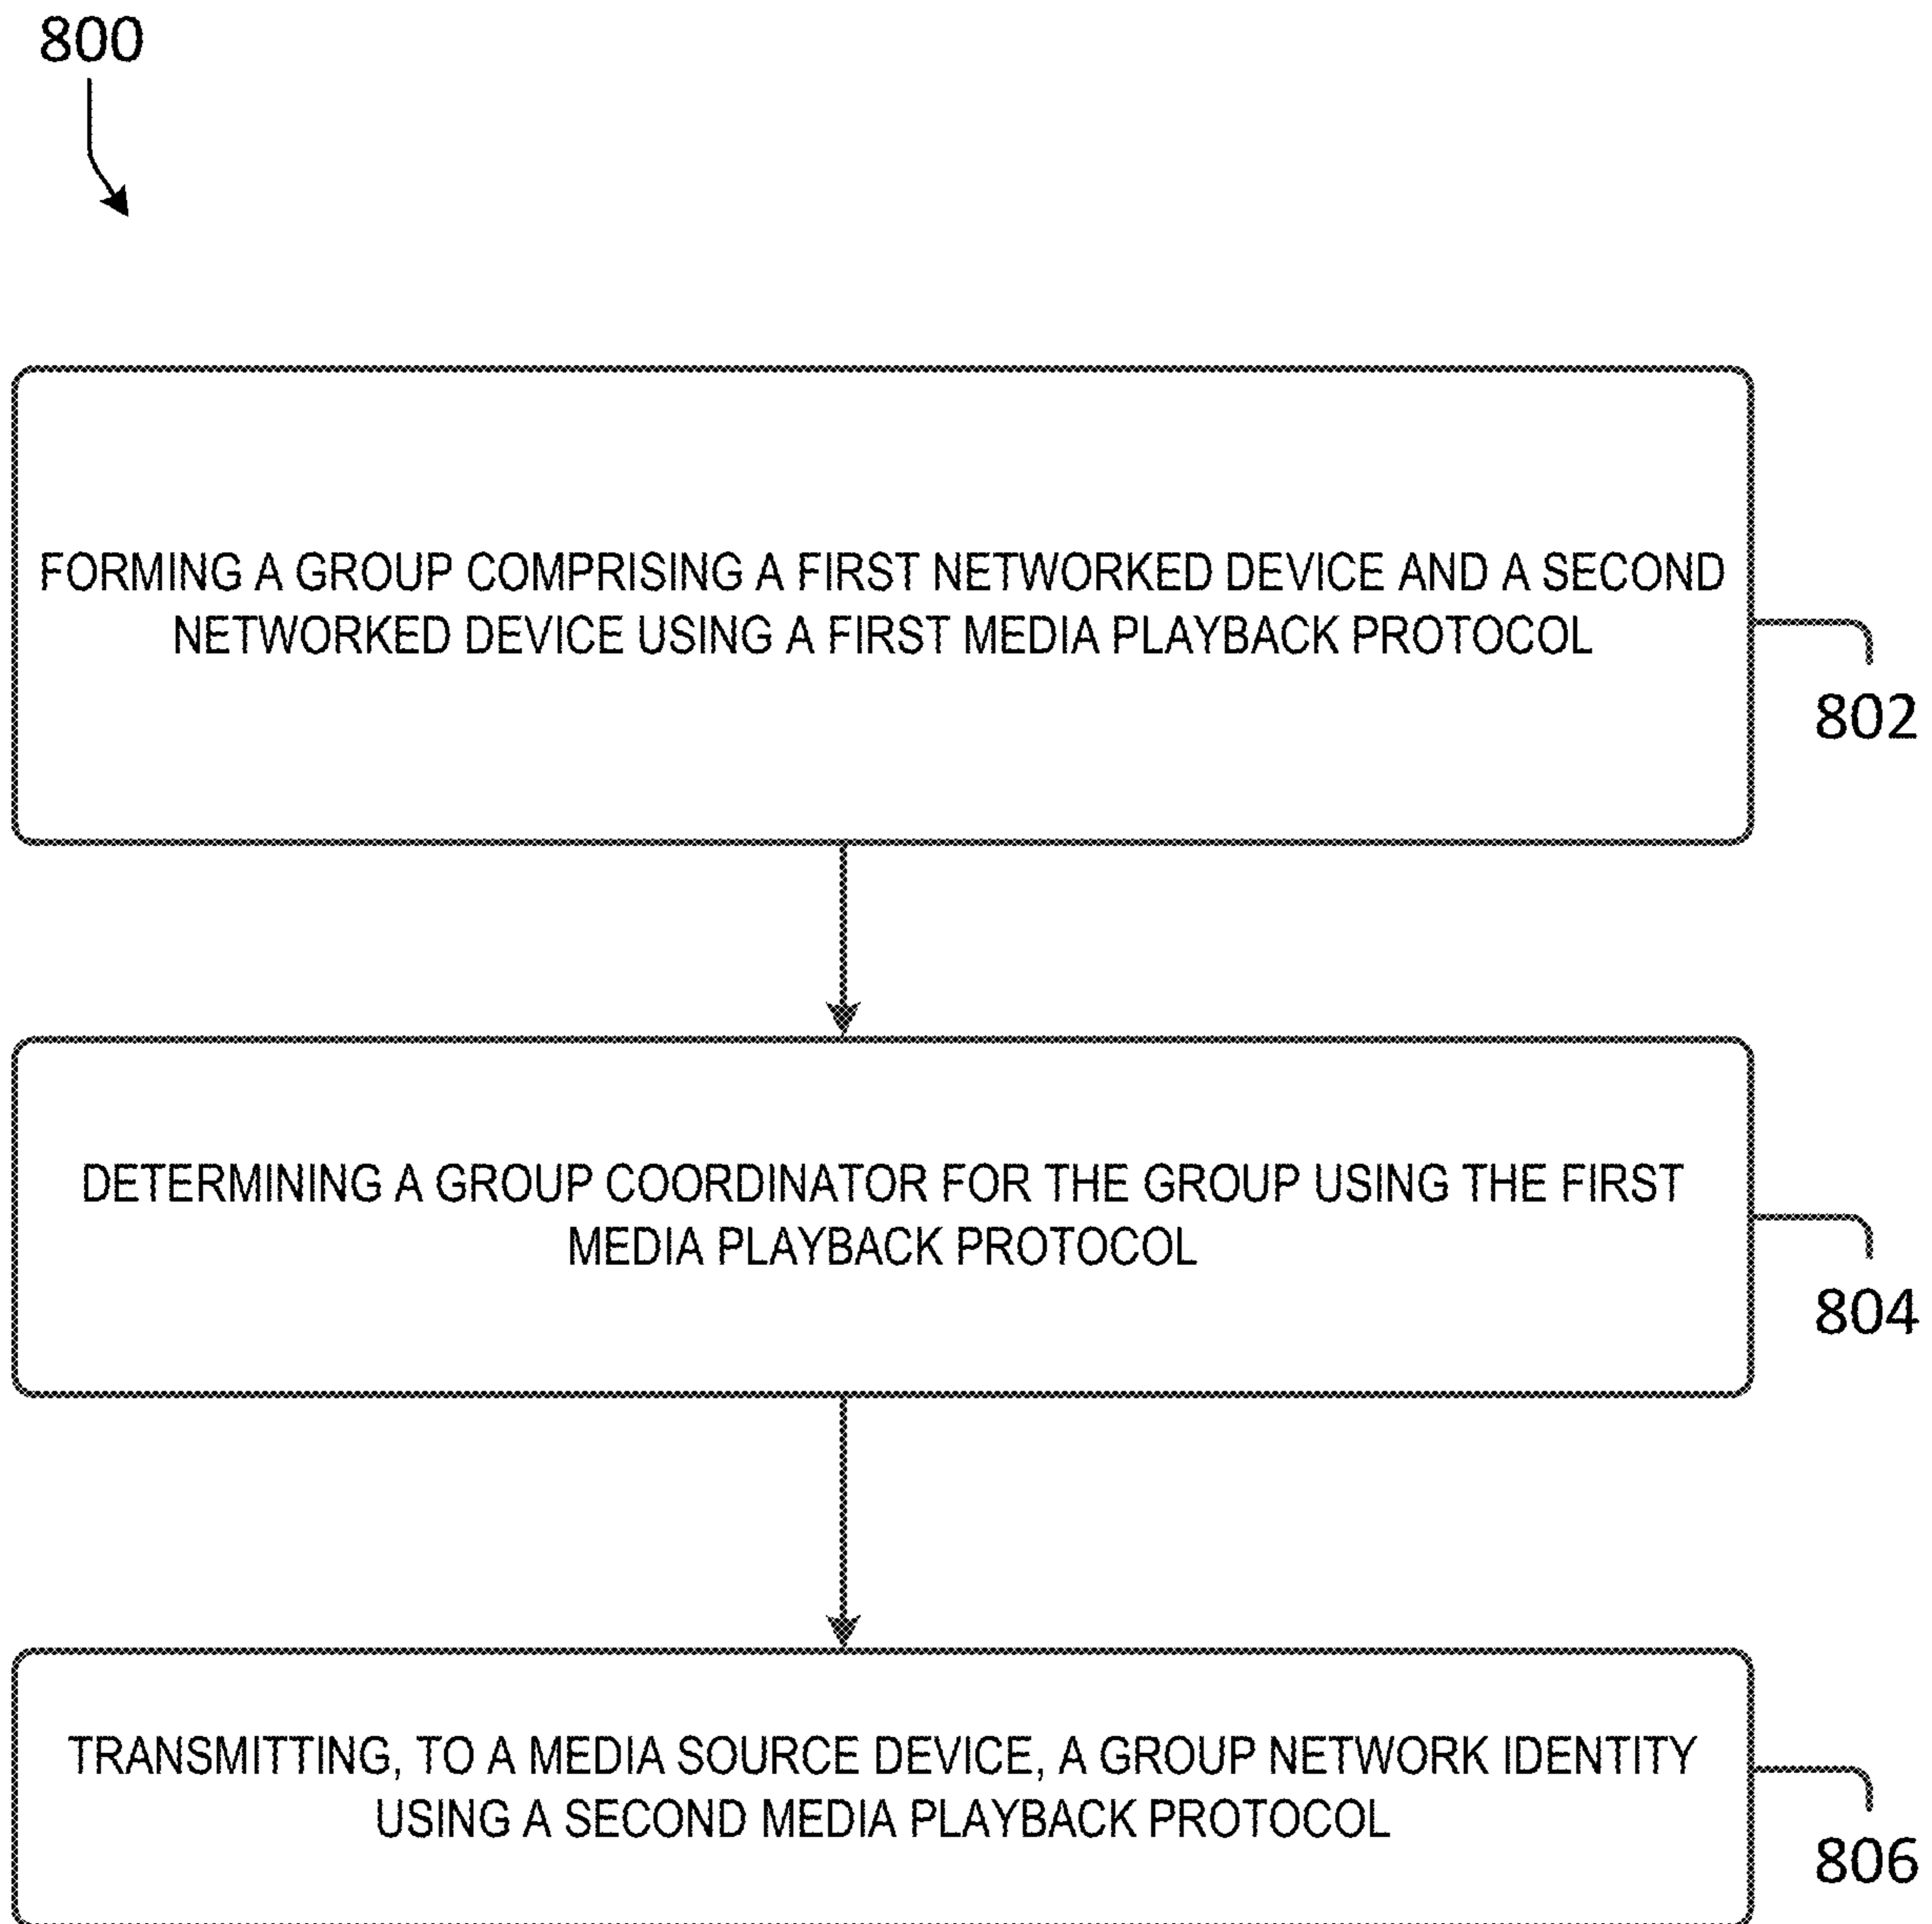 800
FORMING A GROUP COMPRISING A FIRST NETWORKED DEVICE AND A SECOND
NETWORKED DEVICE USING A FIRST MEDIA PLAYBACK PROTOCOL
802
DETERMINING A GROUP COORDINATOR FOR THE GROUP USING THE FIRST
MEDIA PLAYBACK PROTOCOL
804
TRANSMITTING, TO A MEDIA SOURCE DEVICE, A GROUP NETWORK IDENTITY
USING A SECOND MEDIA PLAYBACK PROTOCOL
806